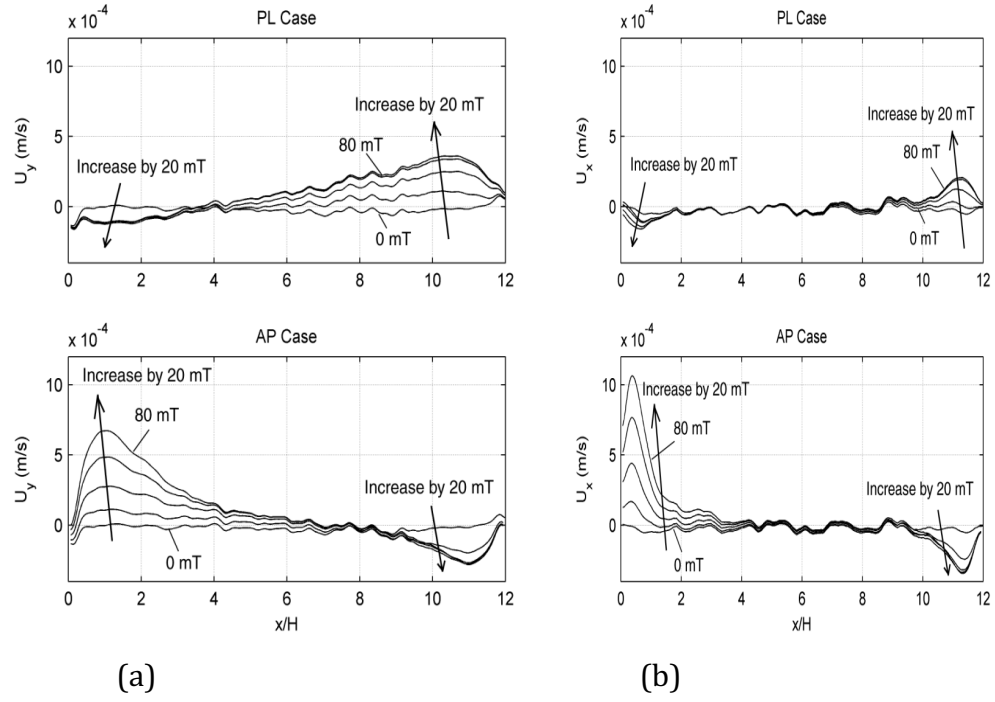 x 10⁻⁴
PL Case
10
5
0
U_y (m/s)
Increase by 20 mT
80 mT
Increase by 20 mT
0 mT
0 2 4 6 8 10 12
x 10⁻⁴
AP Case
10
5
0
U_y (m/s)
Increase by 20 mT
80 mT
Increase by 20 mT
0 mT
0 2 4 6 8 10 12
x/H
(a)
x 10⁻⁴
PL Case
10
5
0
U_x (m/s)
Increase by 20 mT
80 mT
Increase by 20 mT
0 mT
0 2 4 6 8 10 12
x 10⁻⁴
AP Case
10
5
0
U_x (m/s)
Increase by 20 mT
80 mT
Increase by 20 mT
0 mT
0 2 4 6 8 10 12
x/H
(b)